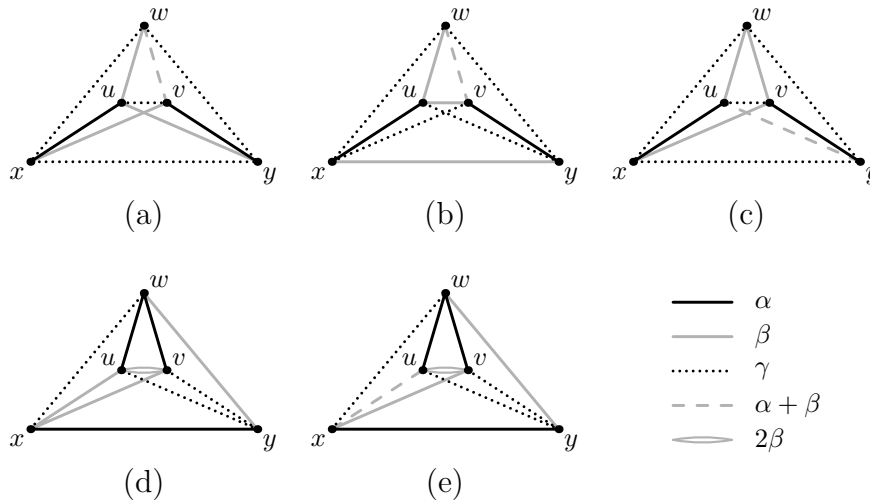 w
u v
x y
(a)
w
u v
x y
(b)
w
u v
x y
(c)
w
u v
x y
(d)
w
u v
x y
(e)
α
β
γ
α + β
2β